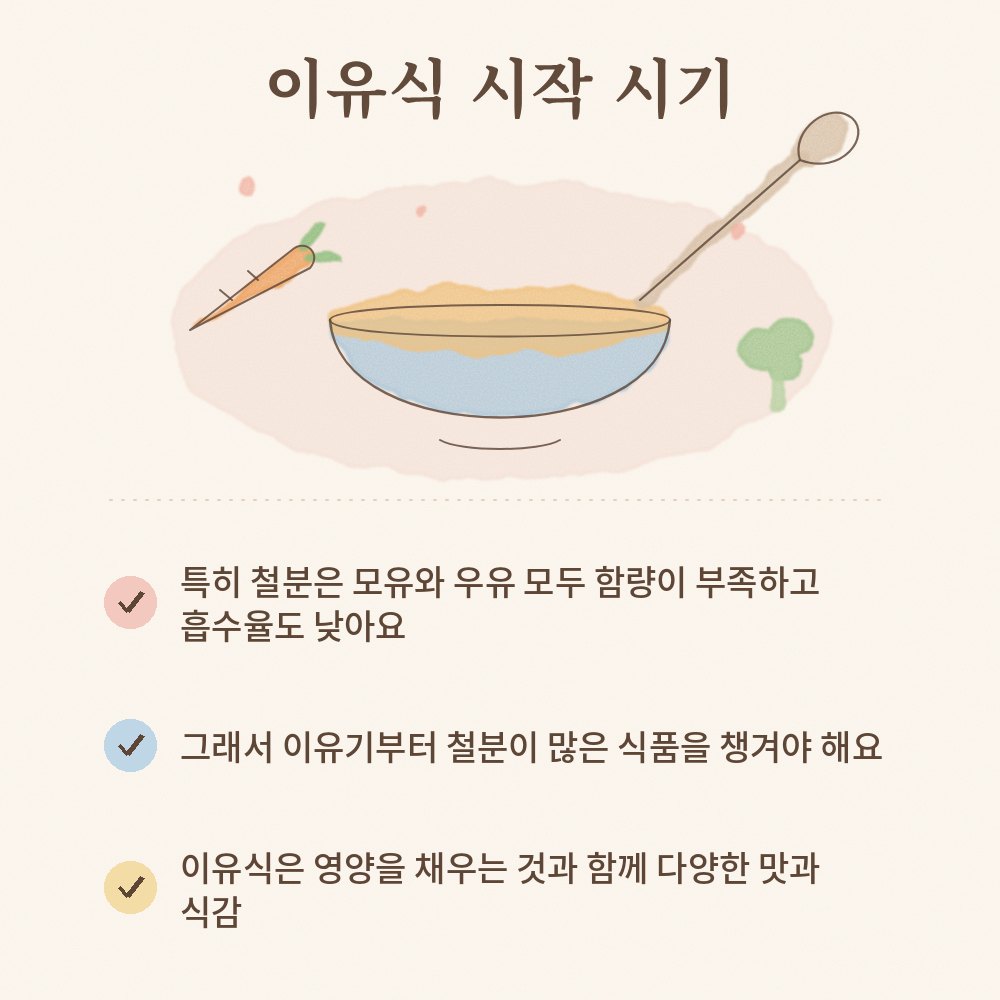 이유식 시작 시기
특히 철분은 모유와 우유 모두 함량이 부족하고
흡수율도 낮아요
그래서 이유기부터 철분이 많은 식품을 챙겨야 해요
이유식은 영양을 채우는 것과 함께 다양한 맛과
식감